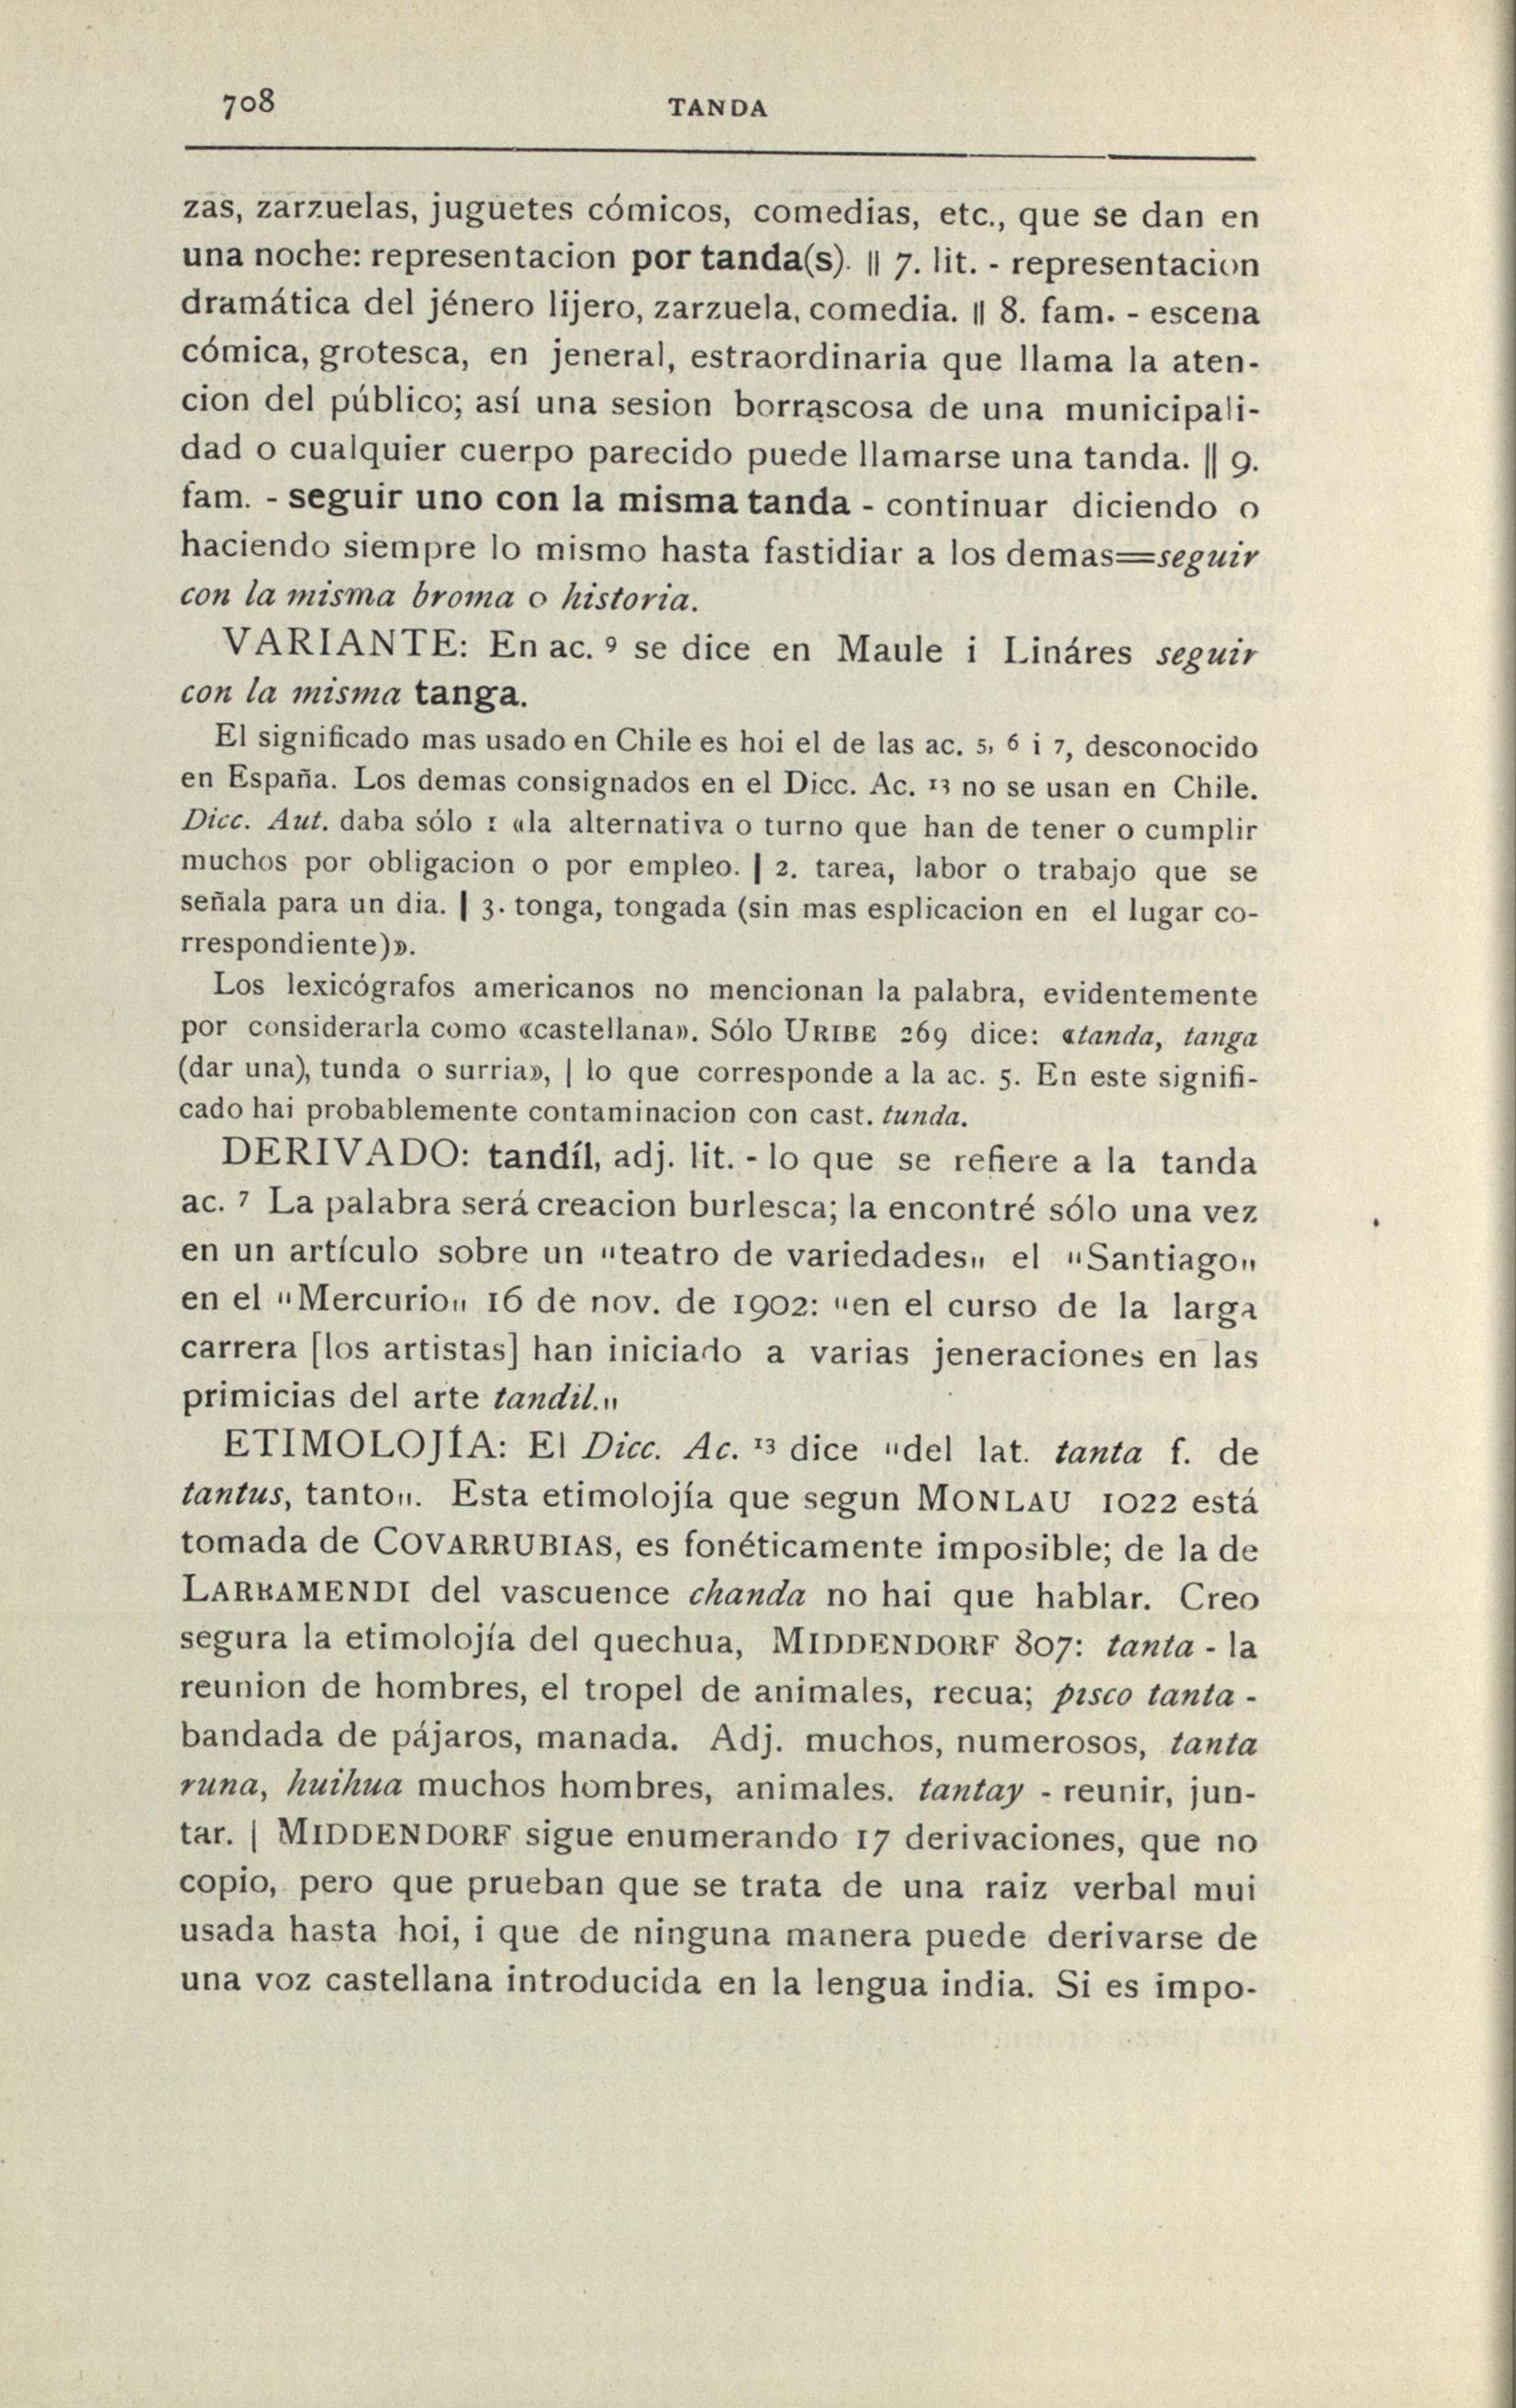 708
TANDA
zas, zarzuelas, juguetes cómicos, comedias, etc., que se dan en
una noche: representacion por tanda(s). || 7. lit. - representacion
dramática del jénero lijero, zarzuela, comedia. || 8. fam. - escena
cómica, grotesca, en jeneral, estraordinaria que llama la aten-
cion del público; así una sesion borrascosa de una municipali-
dad o cualquier cuerpo parecido puede llamarse una tanda. || 9.
fam. - seguir uno con la misma tanda - continuar diciendo o
haciendo siempre lo mismo hasta fastidiar a los demas=seguir
con la misma broma o historia.
VARIANTE: En ac. 9 se dice en Maule i Lináres seguir
con la misma tanga.
El significado mas usado en Chile es hoi el de las ac. 5, 6 i 7, desconocido
en España. Los demas consignados en el Dicc. Ac. 13 no se usan en Chile.
Dicc. Aut. daba sólo 1 «la alternativa o turno que han de tener o cumplir
muchos por obligacion o por empleo. | 2. tarea, labor o trabajo que se
señala para un dia. | 3. tonga, tongada (sin mas esplicacion en el lugar co-
rrespondiente)».
Los lexicógrafos americanos no mencionan la palabra, evidentemente
por considerarla como «castellana». Sólo URIBE 269 dice: «tanda, tanga
(dar una), tunda o surria», | lo que corresponde a la ac. 5. En este signifi-
cado hai probablemente contaminacion con cast. tunda.
DERIVADO: tandíl, adj. lit. - lo que se refiere a la tanda
ac. 7 La palabra será creacion burlesca; la encontré sólo una vez
en un artículo sobre un "teatro de variedades" el "Santiago"
en el "Mercurio" 16 de nov. de 1902: "en el curso de la larga
carrera [los artistas] han iniciado a varias jeneraciones en las
primicias del arte tandil."
ETIMOLOJÍA: El Dicc. Ac. 13 dice "del lat. tanta f. de
tantus, tanto". Esta etimolojía que segun MONLAU 1022 está
tomada de COVARRUBIAS, es fonéticamente imposible; de la de
LARRAMENDI del vascuence chanda no hai que hablar. Creo
segura la etimolojía del quechua, MIDDENDORF 807: tanta - la
reunion de hombres, el tropel de animales, recua; pisco tanta -
bandada de pájaros, manada. Adj. muchos, numerosos, tanta
runa, huihua muchos hombres, animales. tantay - reunir, jun-
tar. | MIDDENDORF sigue enumerando 17 derivaciones, que no
copio, pero que prueban que se trata de una raiz verbal mui
usada hasta hoi, i que de ninguna manera puede derivarse de
una voz castellana introducida en la lengua india. Si es impo-